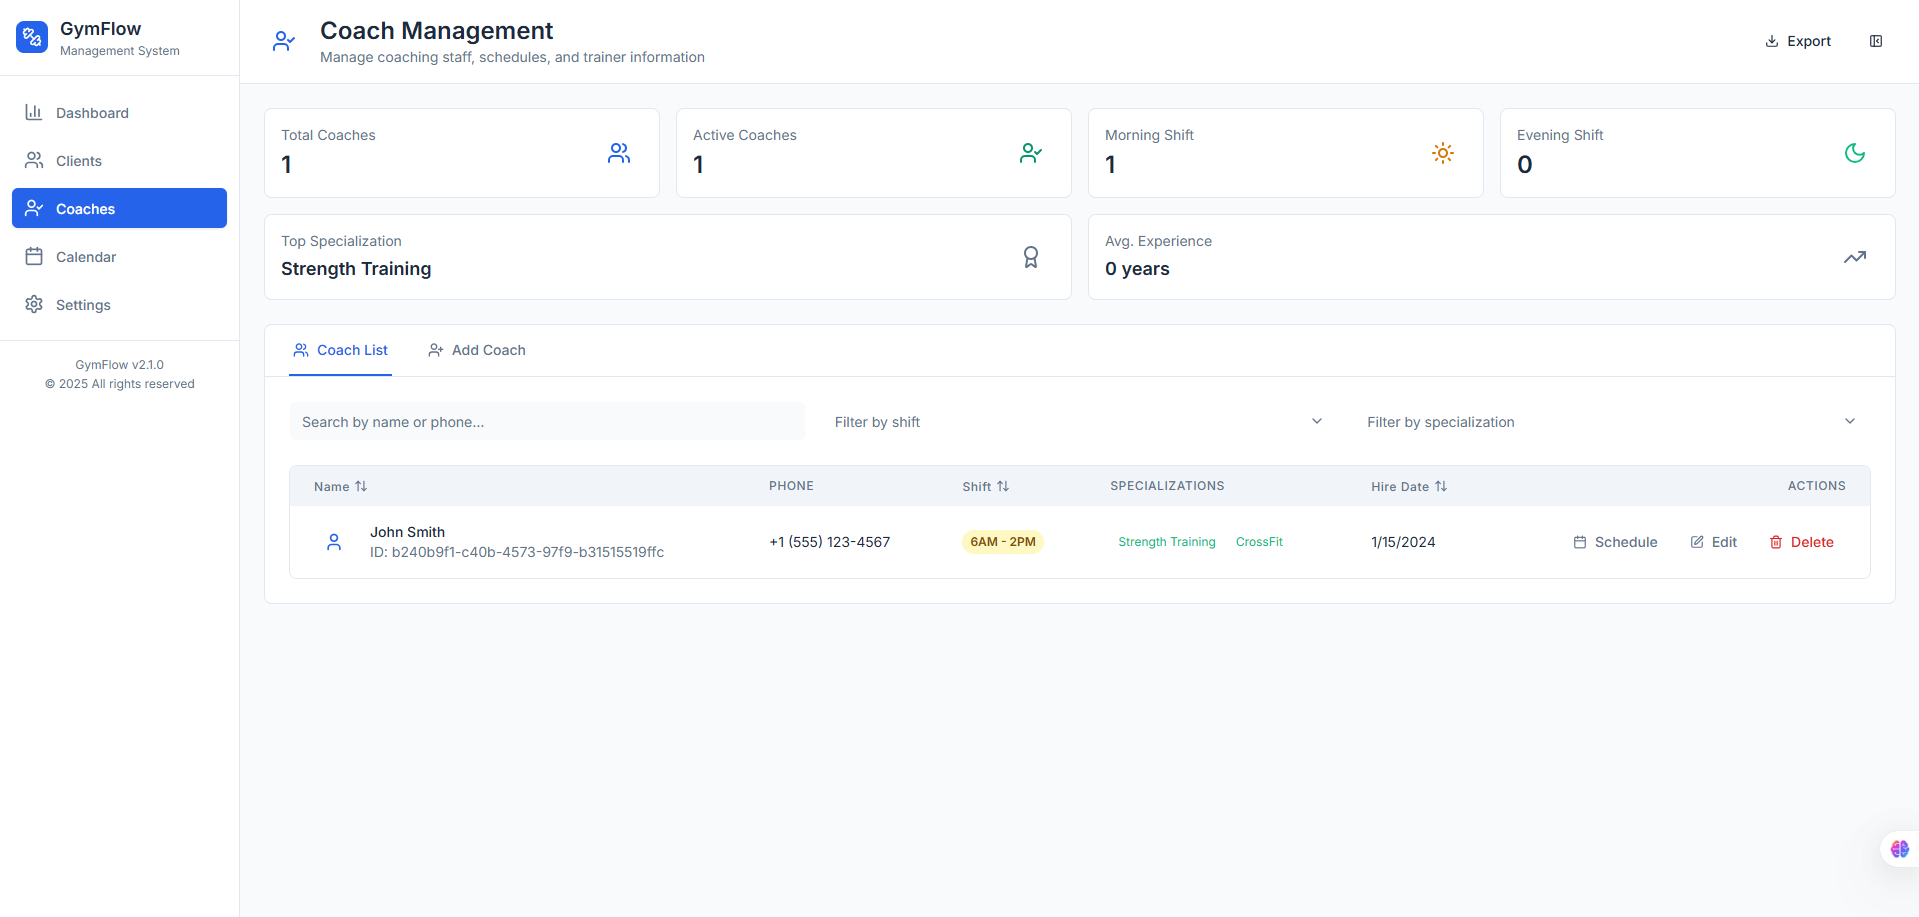 GymFlow
Management System
Dashboard
Clients
Coaches
Calendar
Settings
GymFlow v2.1.0
© 2025 All rights reserved
Coach Management
Manage coaching staff, schedules, and trainer information
Export
Total Coaches
1
Active Coaches
1
Morning Shift
1
Evening Shift
0
Top Specialization
Strength Training
Avg. Experience
0 years
Coach List
Add Coach
Search by name or phone...
Filter by shift
Filter by specialization
Name
PHONE
Shift
SPECIALIZATIONS
Hire Date
ACTIONS
John Smith
ID: b240b9f1-c40b-4573-97f9-b31515519ffc
+1 (555) 123-4567
6AM - 2PM
Strength Training
CrossFit
1/15/2024
Schedule
Edit
Delete